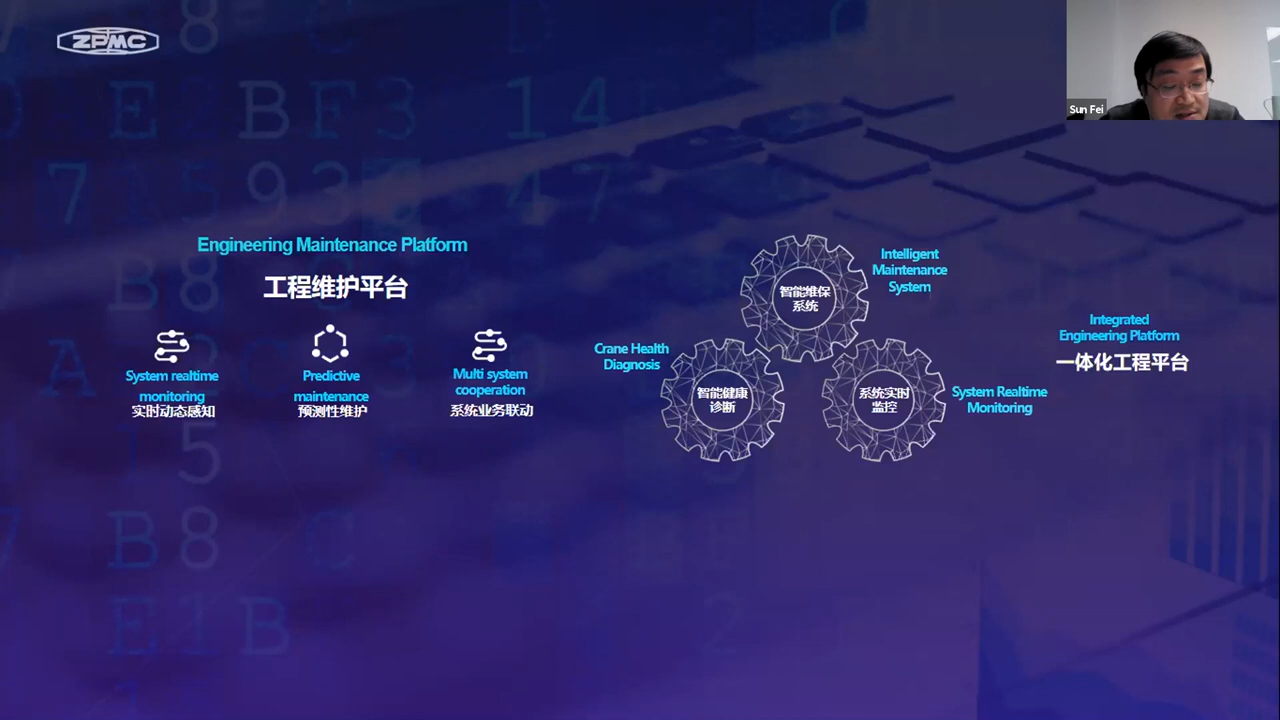 ZPMC
Sun Fei
Engineering Maintenance Platform
工程维护平台
System realtime
monitoring
实时动态感知
Predictive
maintenance
预测性维护
Multi system
cooperation
系统业务联动
智能维保
系统
Intelligent
Maintenance
System
Crane Health
Diagnosis
智能健康
诊断
系统实时
监控
System Realtime
Monitoring
Integrated
Engineering Platform
一体化工程平台